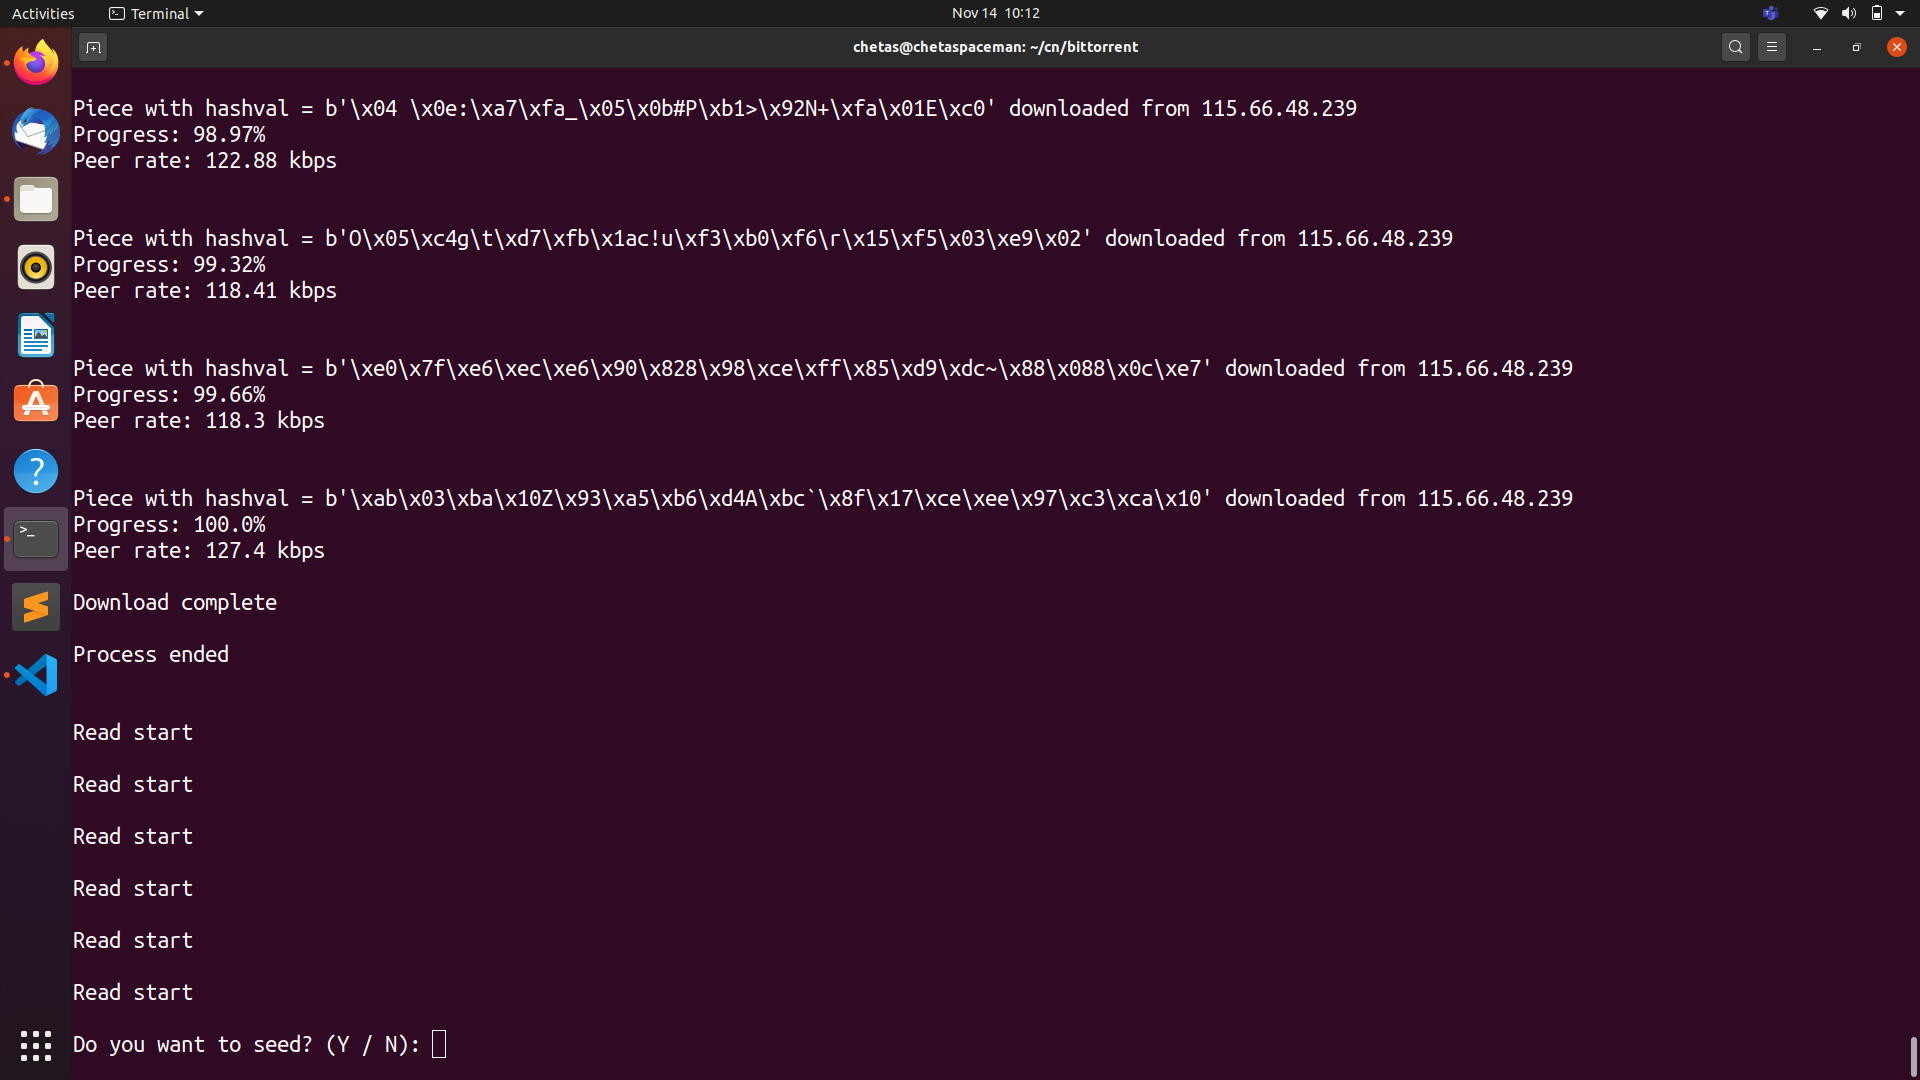 Activities
Terminal
Nov 14 10:12
chetas@chetaspaceman: ~/cn/bittorrent
Piece with hashval = b'\x04 \x0e:\xa7\xfa_\x05\x0b#P\xb1>\x92N+\xfa\x01E\xc0' downloaded from 115.66.48.239
Progress: 98.97%
Peer rate: 122.88 kbps
Piece with hashval = b'O\x05\xc4g\t\xd7\xfb\x1ac!u\xf3\xb0\xf6\r\x15\xf5\x03\xe9\x02' downloaded from 115.66.48.239
Progress: 99.32%
Peer rate: 118.41 kbps
Piece with hashval = b'\xe0\x7f\xe6\xec\xe6\x90\x828\x98\xce\xff\x85\xd9\xdc~\x88\x088\x0c\xe7' downloaded from 115.66.48.239
Progress: 99.66%
Peer rate: 118.3 kbps
Piece with hashval = b'\xab\x03\xba\x10Z\x93\xa5\xb6\xd4A\xbc`\x8f\x17\xce\xee\x97\xc3\xca\x10' downloaded from 115.66.48.239
Progress: 100.0%
Peer rate: 127.4 kbps
Download complete
Process ended
Read start
Read start
Read start
Read start
Read start
Read start
Do you want to seed? (Y / N):